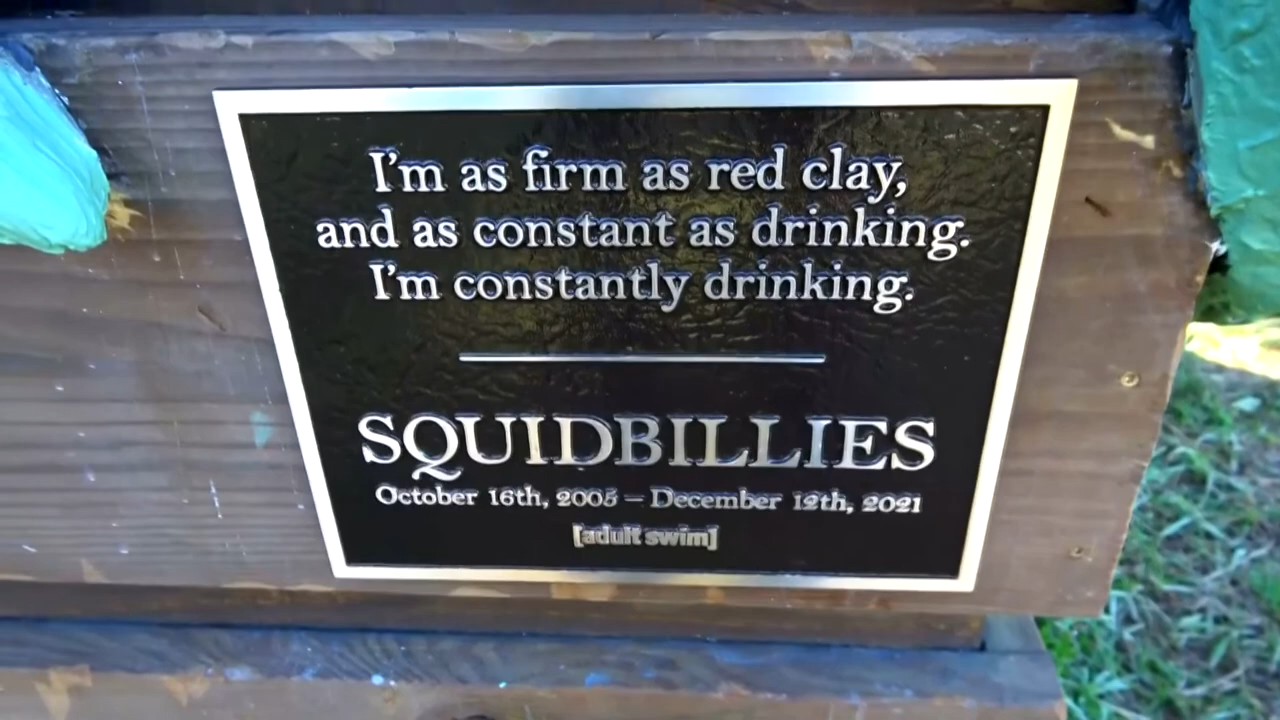 I'm as firm as red clay,
and as constant as drinking.
I'm constantly drinking.
SQUIDBILLIES
October 16th, 2005 – December 12th, 2021
[adult swim]